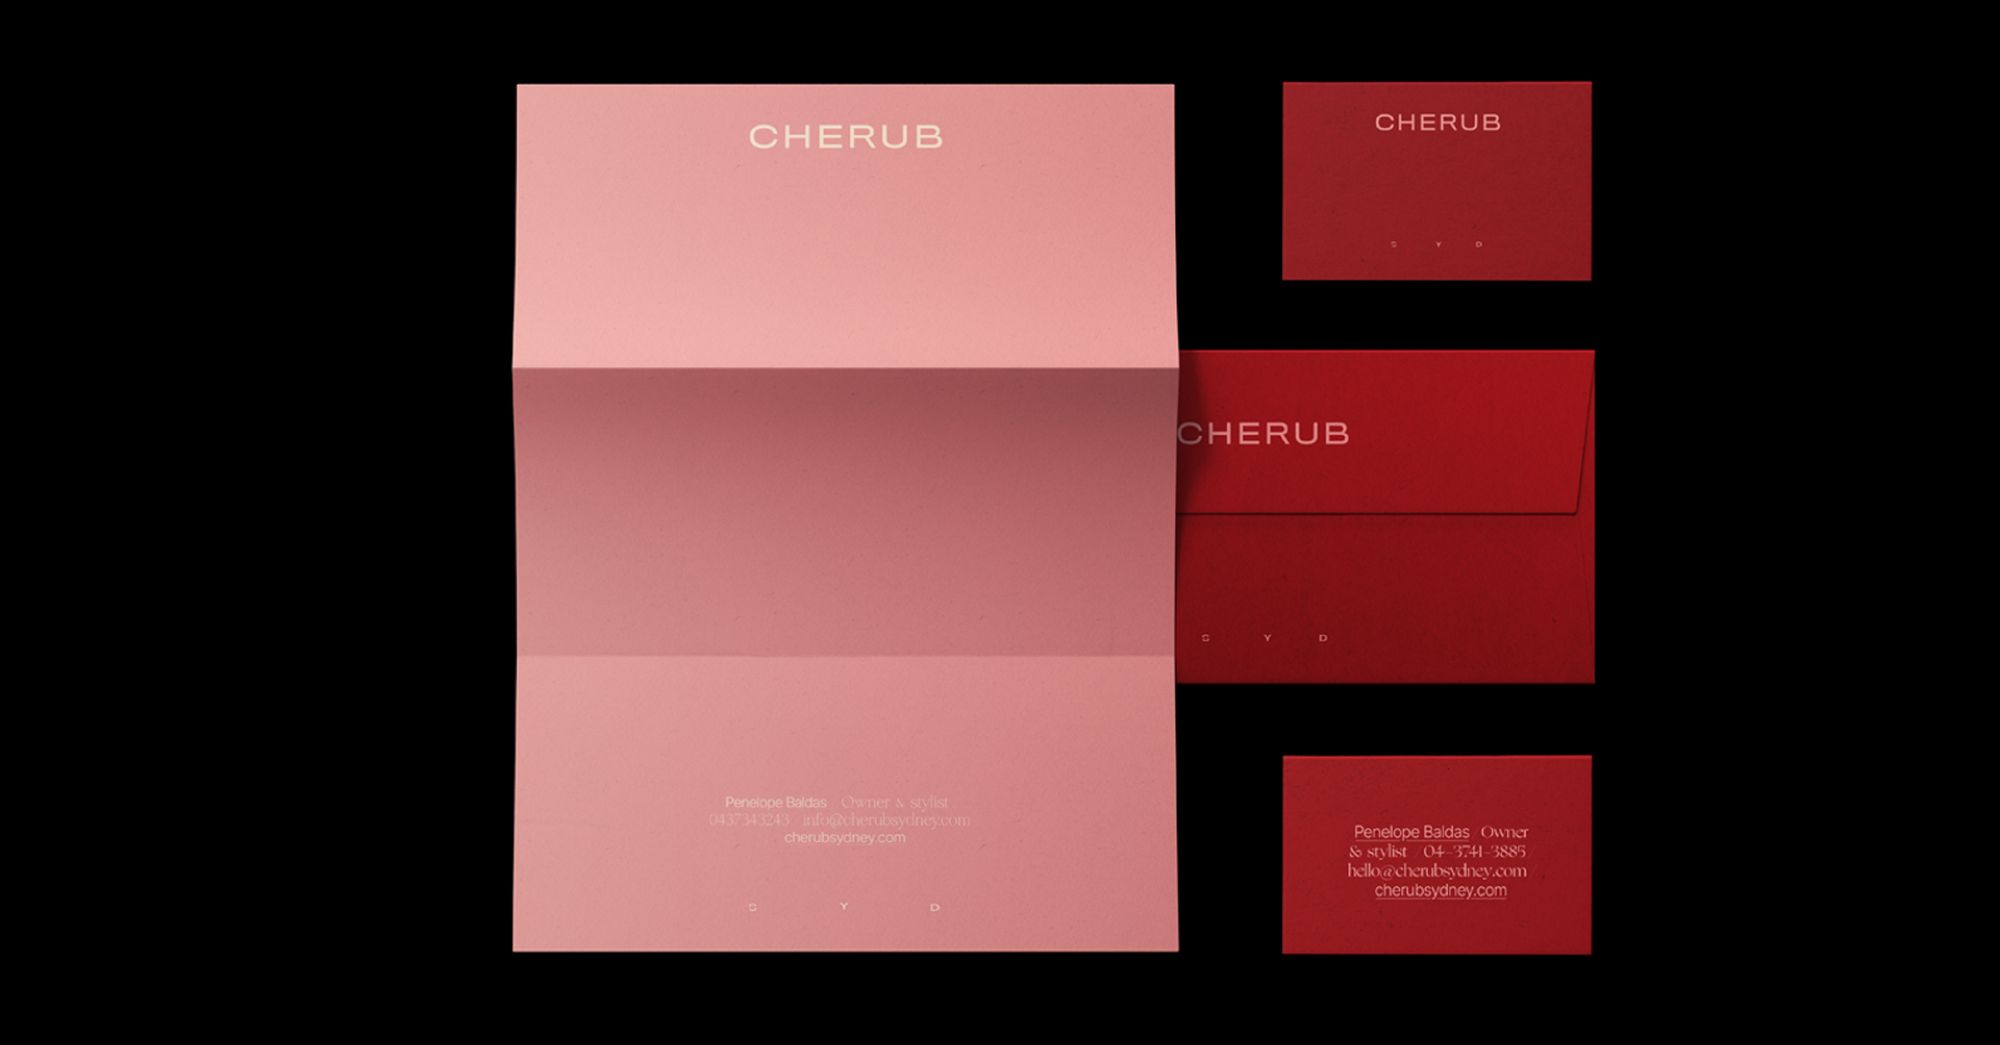 CHERUB
Penelope Baldas / Owner & stylist
0437343243 / info@cherubsydney.com
cherubsydney.com
S Y D
CHERUB
S Y D
CHERUB
S Y D
Penelope Baldas / Owner
& stylist / 04-3741-3885 /
hello@cherubsydney.com /
cherubsydney.com